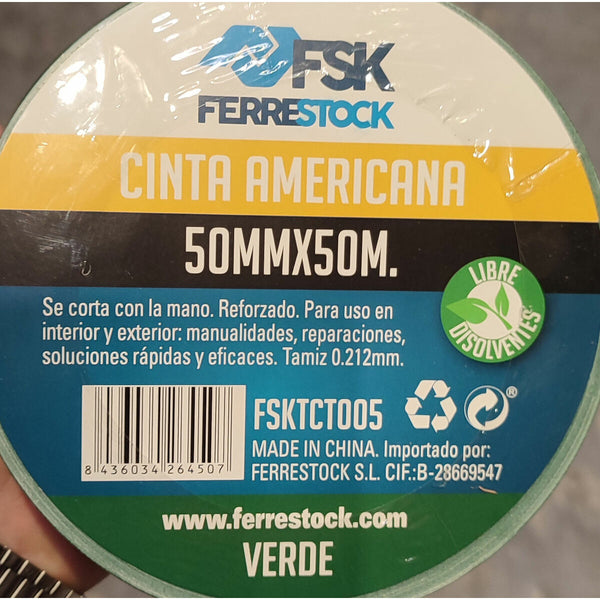 FSK
FERRESTOCK
CINTA AMERICANA
50MMX50M.
LIBRE
DISOLVENTES
Se corta con la mano. Reforzado. Para uso en
interior y exterior: manualidades, reparaciones,
soluciones rápidas y eficaces. Tamiz 0.212mm.
FSKTCT005
®
8 436034 264507
MADE IN CHINA. Importado por:
FERRESTOCK S.L. CIF.:B-28669547
www.ferrestock.com
VERDE